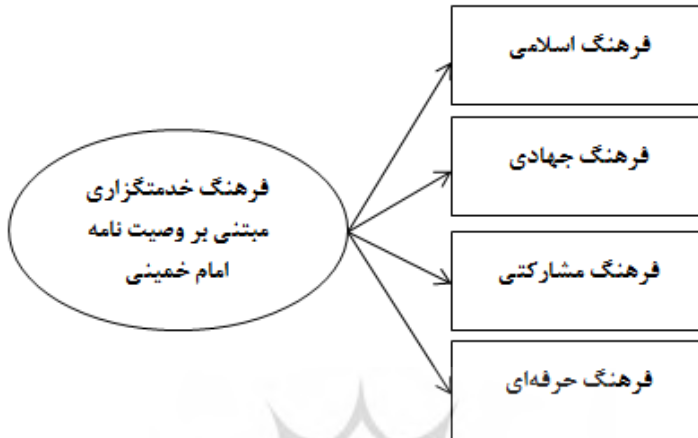 فرهنگ اسلامی
فرهنگ جهادی
فرهنگ خدمتگزاری
مبتنی بر وصیت نامه
امام خمینی
فرهنگ مشارکتی
فرهنگ حرفه‌ای